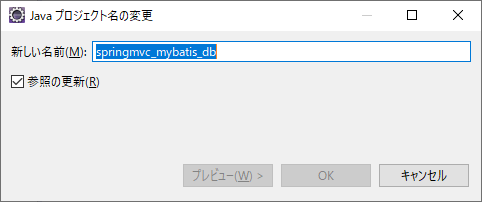 Java プロジェクト名の変更
新しい名前(M): springmvc_mybatis_db
参照の更新(R)
プレビュー(W) > OK キャンセル